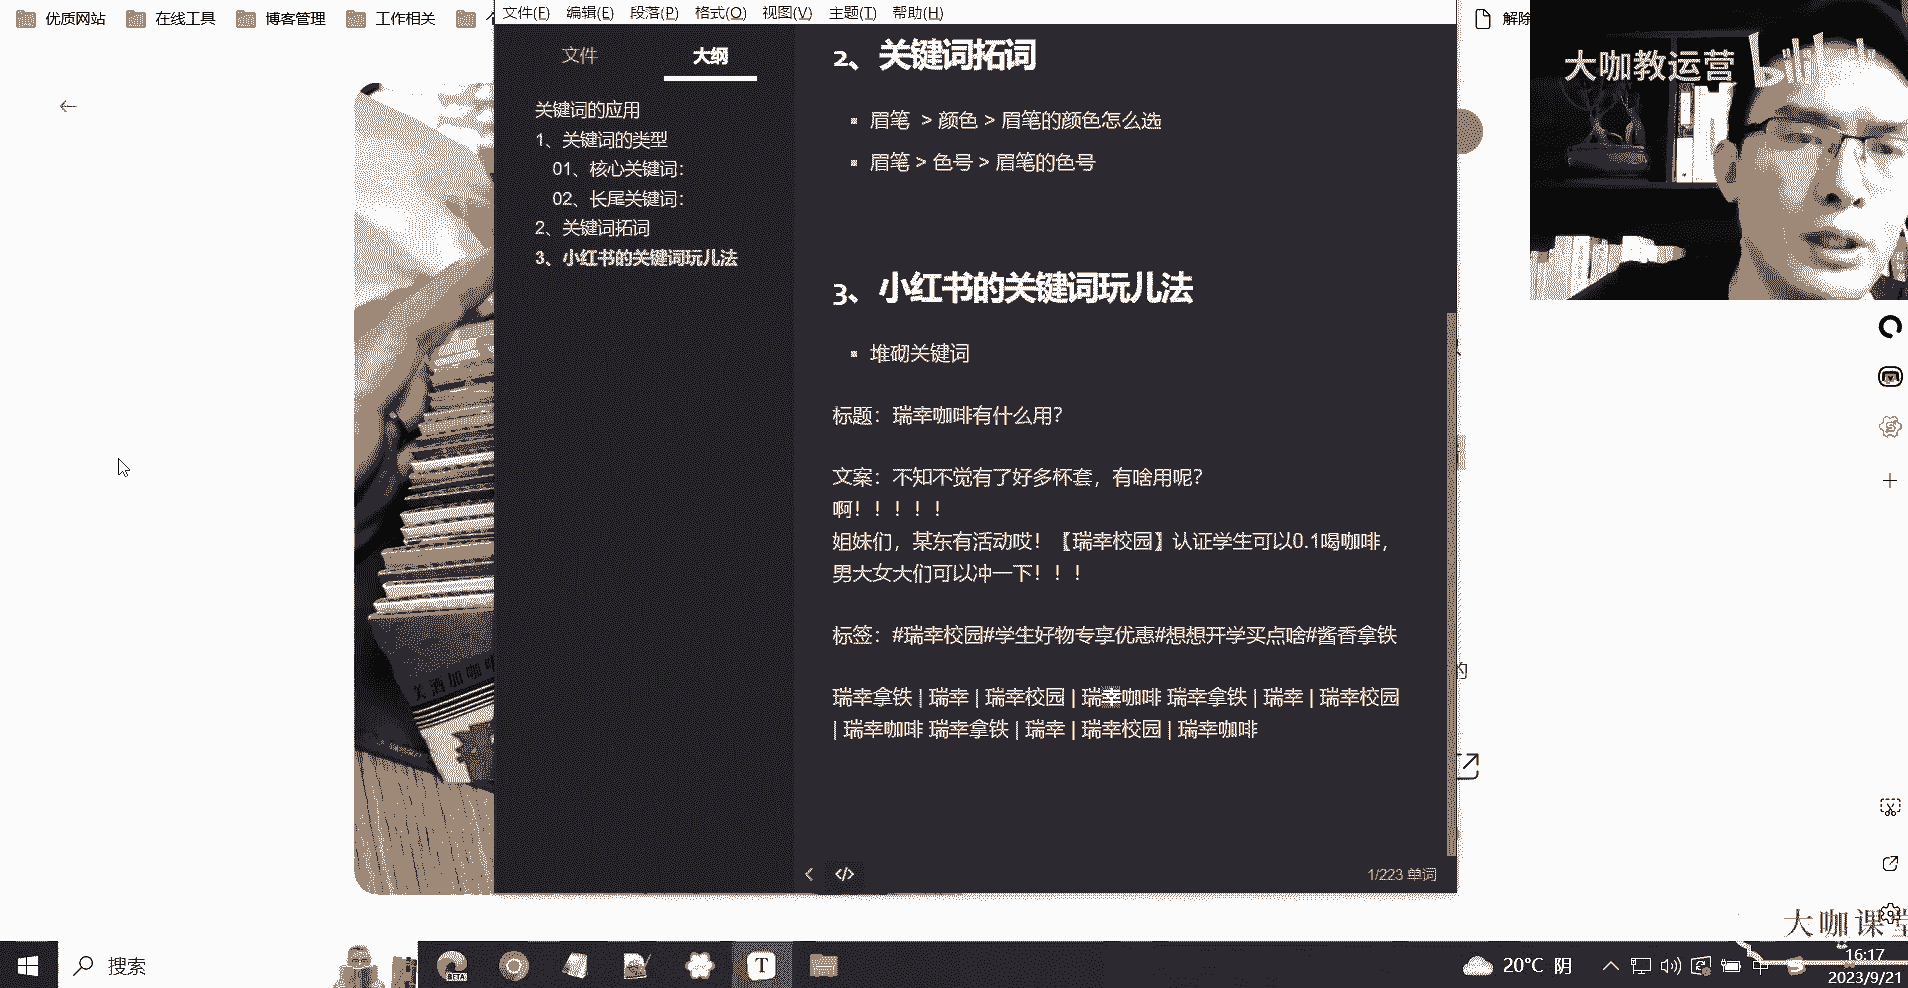 优质网站 在线工具 博客管理 工作相关
文件(F) 编辑(E) 段落(P) 格式(O) 视图(V) 主题(T) 帮助(H)
解除
文件 大纲
关键词的应用
1、关键词的类型
01、核心关键词：
02、长尾关键词：
2、关键词拓词
3、小红书的关键词玩儿法
2、关键词拓词
眉笔 > 颜色 > 眉笔的颜色怎么选
眉笔 > 色号 > 眉笔的色号
3、小红书的关键词玩儿法
堆砌关键词
标题：瑞幸咖啡有什么用？
文案：不知不觉有了好多杯套，有啥用呢？
啊！！！！！
姐妹们，某东有活动哎！【瑞幸校园】认证学生可以0.1喝咖啡，
男大女大们可以冲一下！！！
标签：#瑞幸校园#学生好物专享优惠#想想开学买点啥#酱香拿铁
瑞幸拿铁 | 瑞幸 | 瑞幸校园 | 瑞幸咖啡 瑞幸拿铁 | 瑞幸 | 瑞幸校园
| 瑞幸咖啡 瑞幸拿铁 | 瑞幸 | 瑞幸校园 | 瑞幸咖啡
1/223 单词
大咖教运营
美酒加咖啡
的
大咖课堂
搜索
BETA
T
20°C 阴
中
16:17
2023/9/21